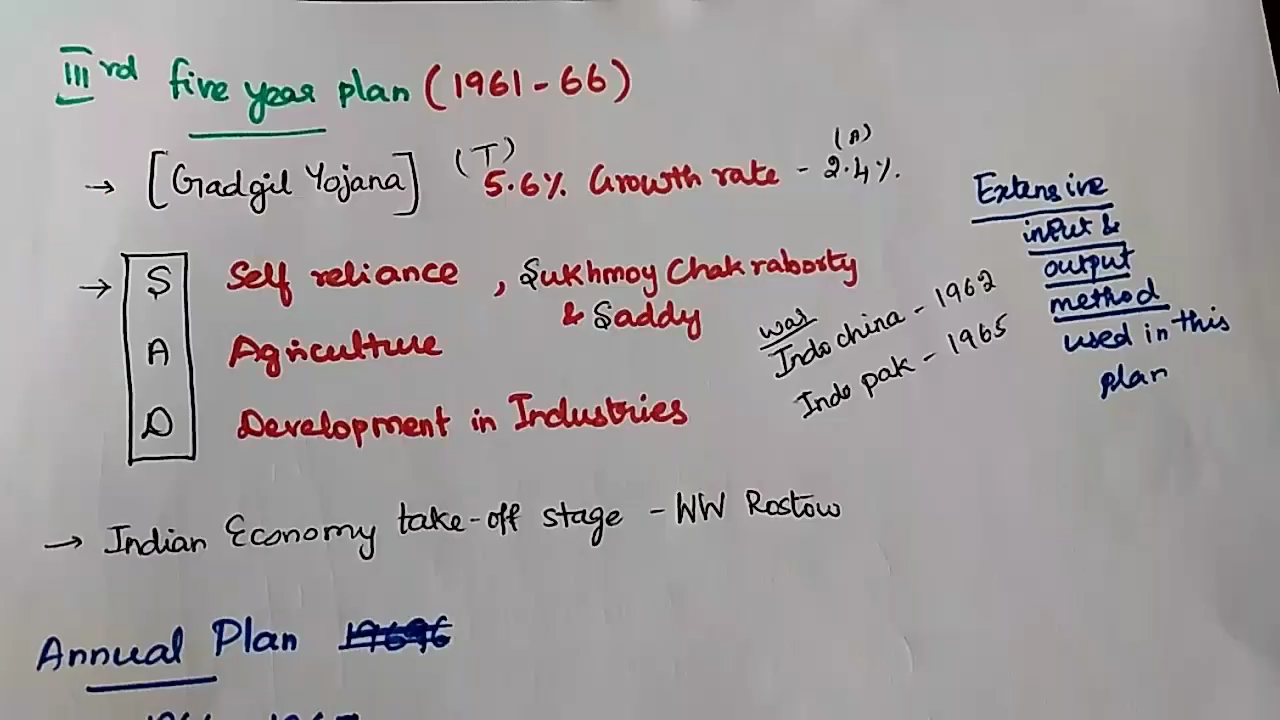 IIIrd five year plan (1961-66)
→ [Gadgil Yojana] (T) 5.6% Growth rate - (A) 2.4%.
→ S Self reliance, Sukhmoy Chakraborty
& Saddy
A Agriculture
D Development in Industries
war
Indo china - 1962
Indo pak - 1965
Extensive
input &
output
method
used in this
plan
→ Indian Economy take-off stage - WW Rostow
Annual Plan